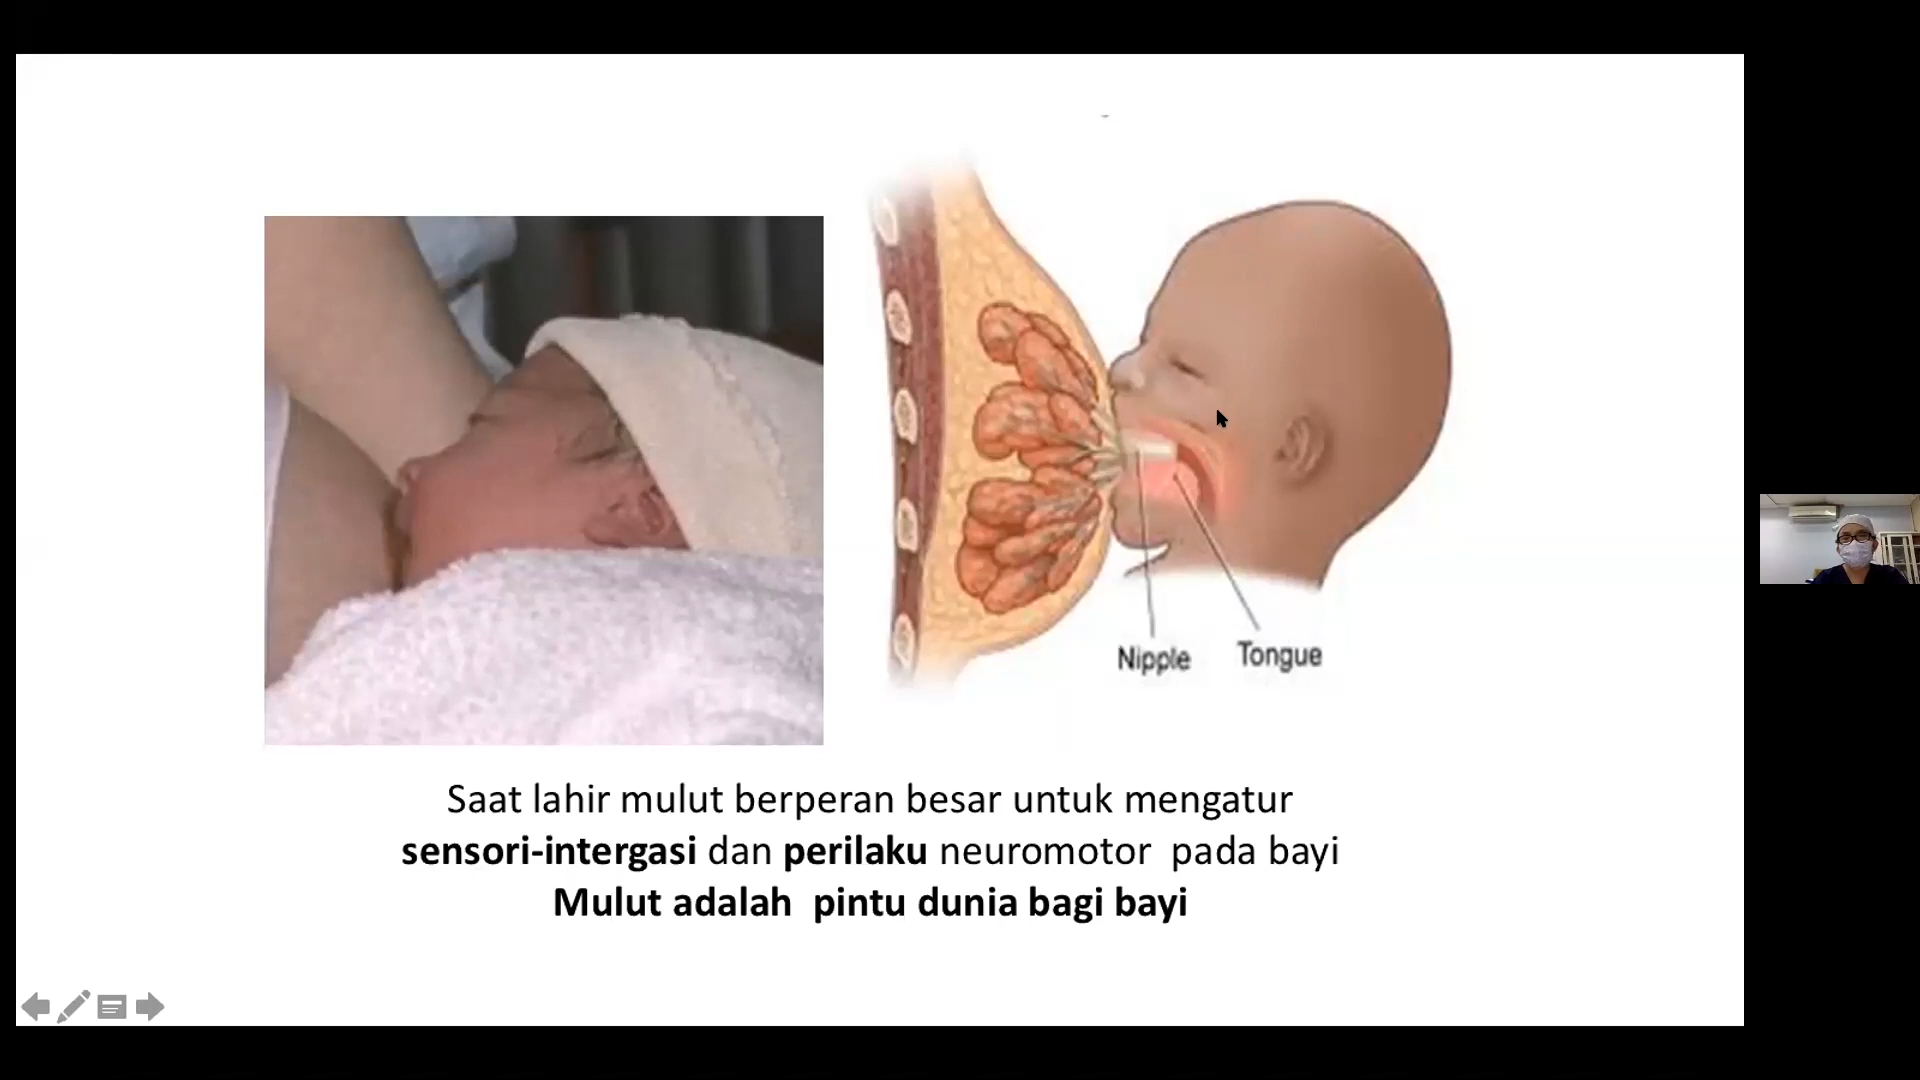 Nipple Tongue
Saat lahir mulut berperan besar untuk mengatur
sensori-intergasi dan perilaku neuromotor pada bayi
Mulut adalah pintu dunia bagi bayi